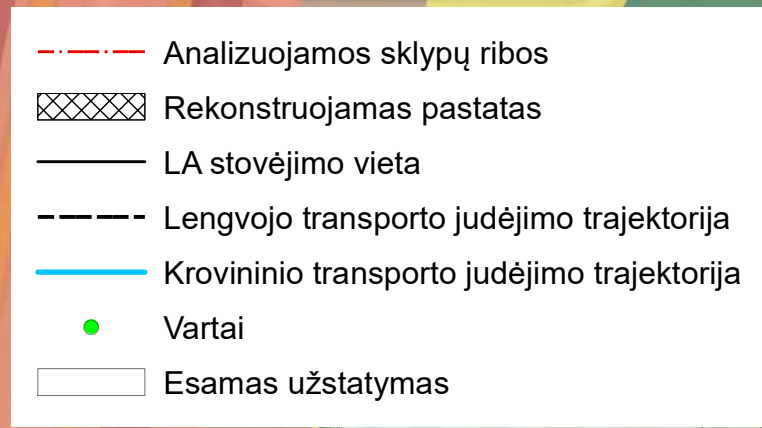 Analizuojamos sklypų ribos
Rekonstruojamas pastatas
LA stovėjimo vieta
Lengvojo transporto judėjimo trajektorija
Krovininio transporto judėjimo trajektorija
Vartai
Esamas užstatymas